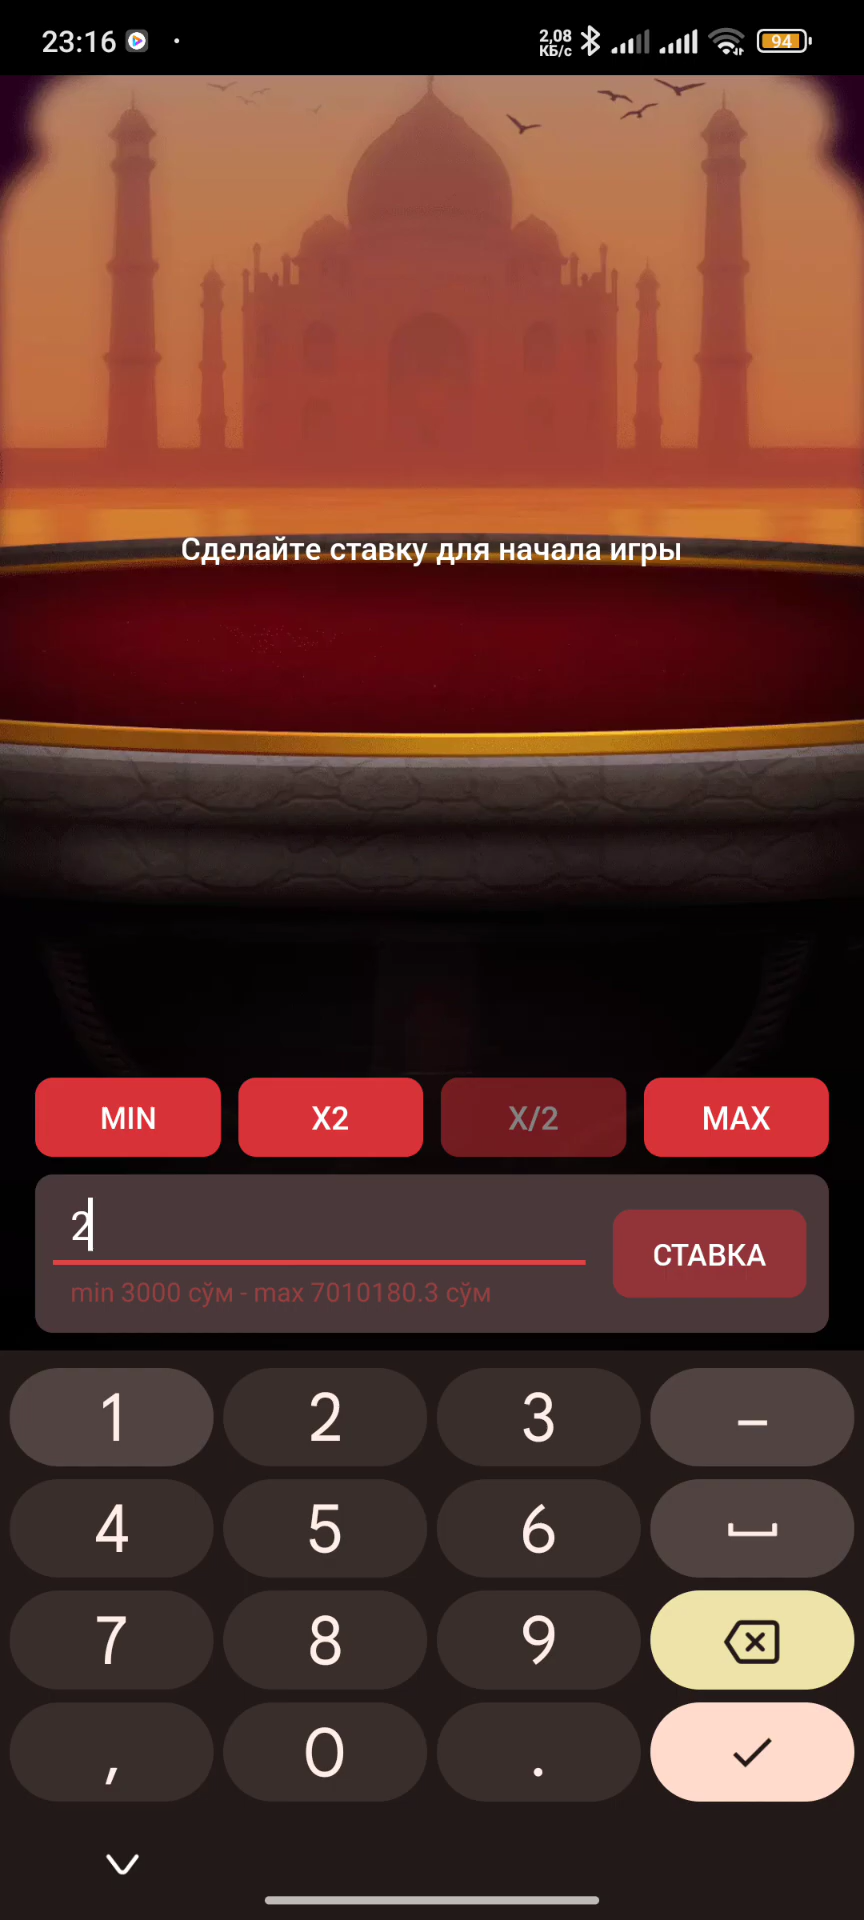 23:16
2,08
КБ/с
94
Сделайте ставку для начала игры
MIN X2 X/2 MAX
2
СТАВКА
min 3000 сўм - max 7010180.3 сўм
1 2 3 –
4 5 6
7 8 9
, 0 .